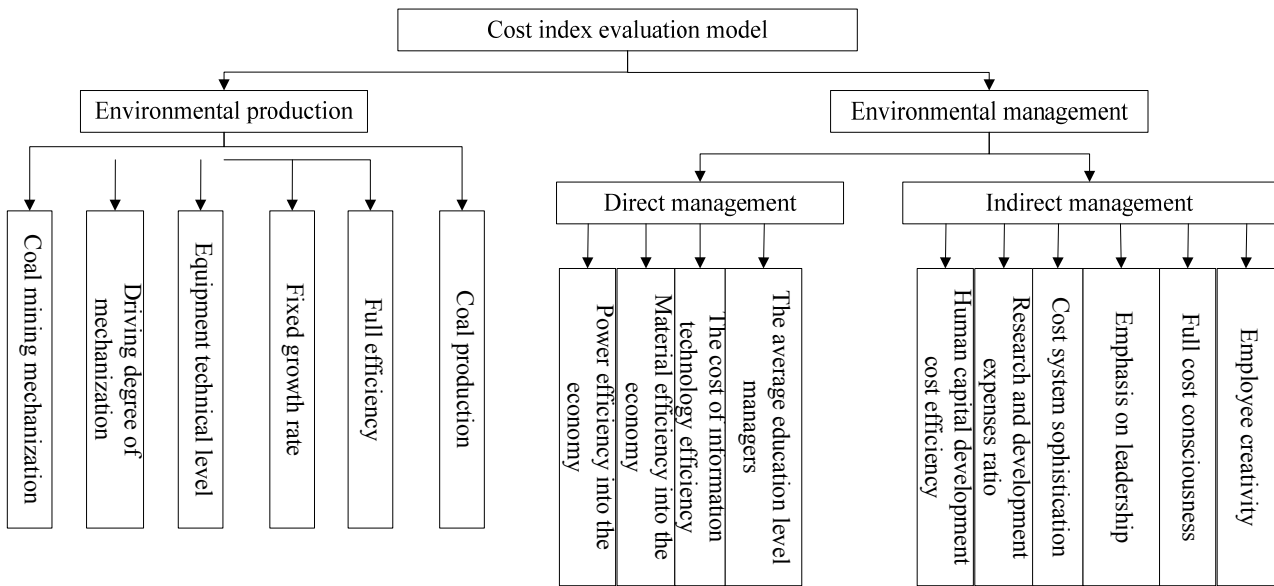 Cost index evaluation model
Environmental production
Environmental management
Direct management
Indirect management
Coal mining mechanization
Driving degree of
mechanization
Equipment technical level
Fixed growth rate
Full efficiency
Coal production
Power efficiency into the
economy
Material efficiency into the
economy
The cost of information
technology efficiency
The average education level
managers
Human capital development
cost efficiency
Research and development
expenses ratio
Cost system sophistication
Emphasis on leadership
Full cost consciousness
Employee creativity